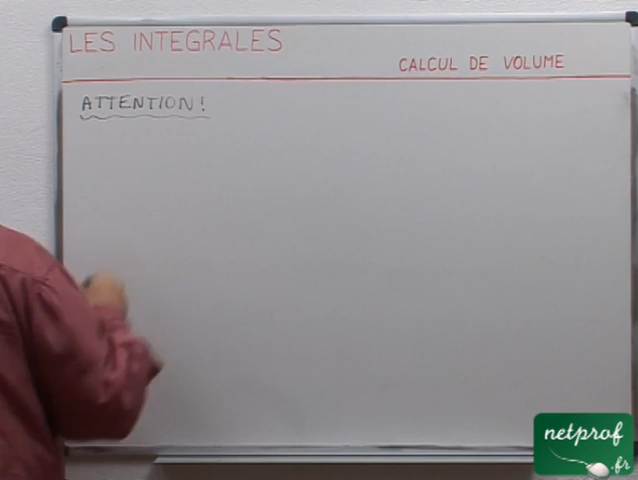 LES INTEGRALES
CALCUL DE VOLUME
ATTENTION!
netprof
.fr